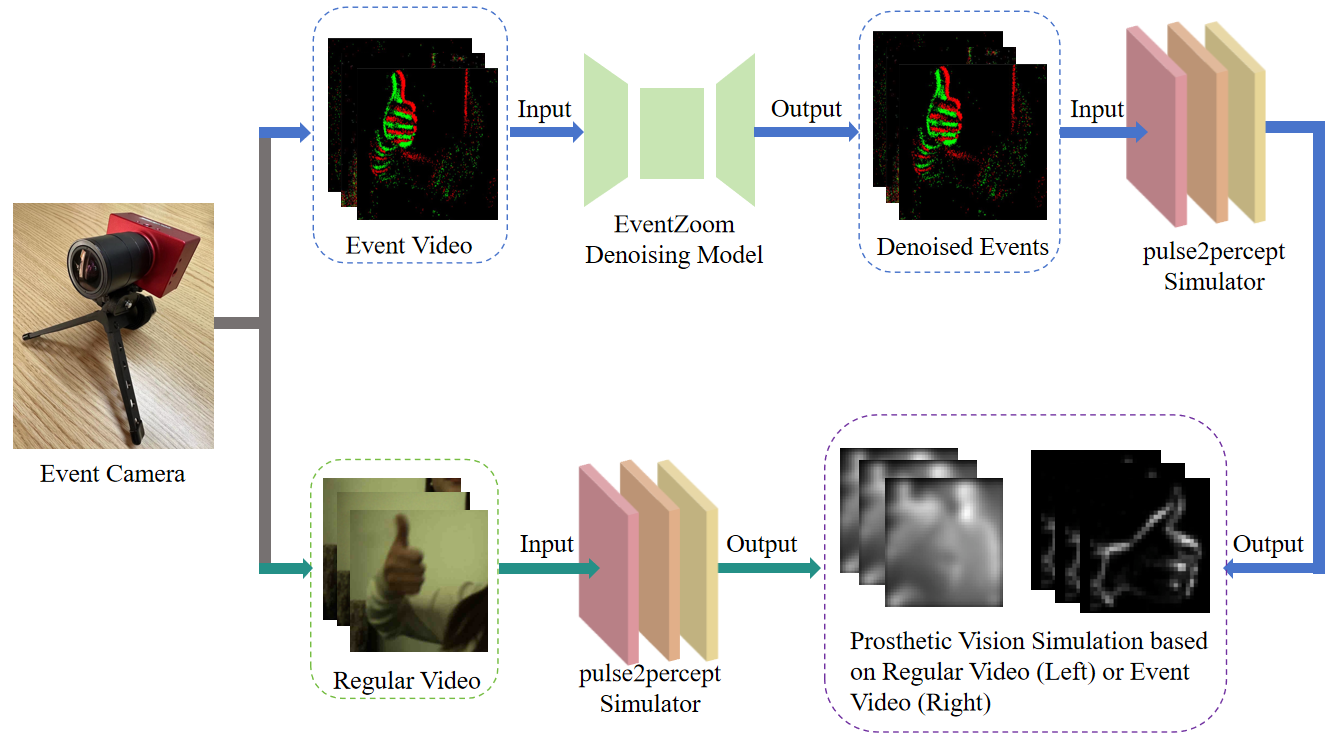 Input
Output
Input
Event Video
EventZoom
Denoising Model
Denoised Events
pulse2percept
Simulator
Event Camera
Input
Output
Output
Regular Video
pulse2percept
Simulator
Prosthetic Vision Simulation based
on Regular Video (Left) or Event
Video (Right)